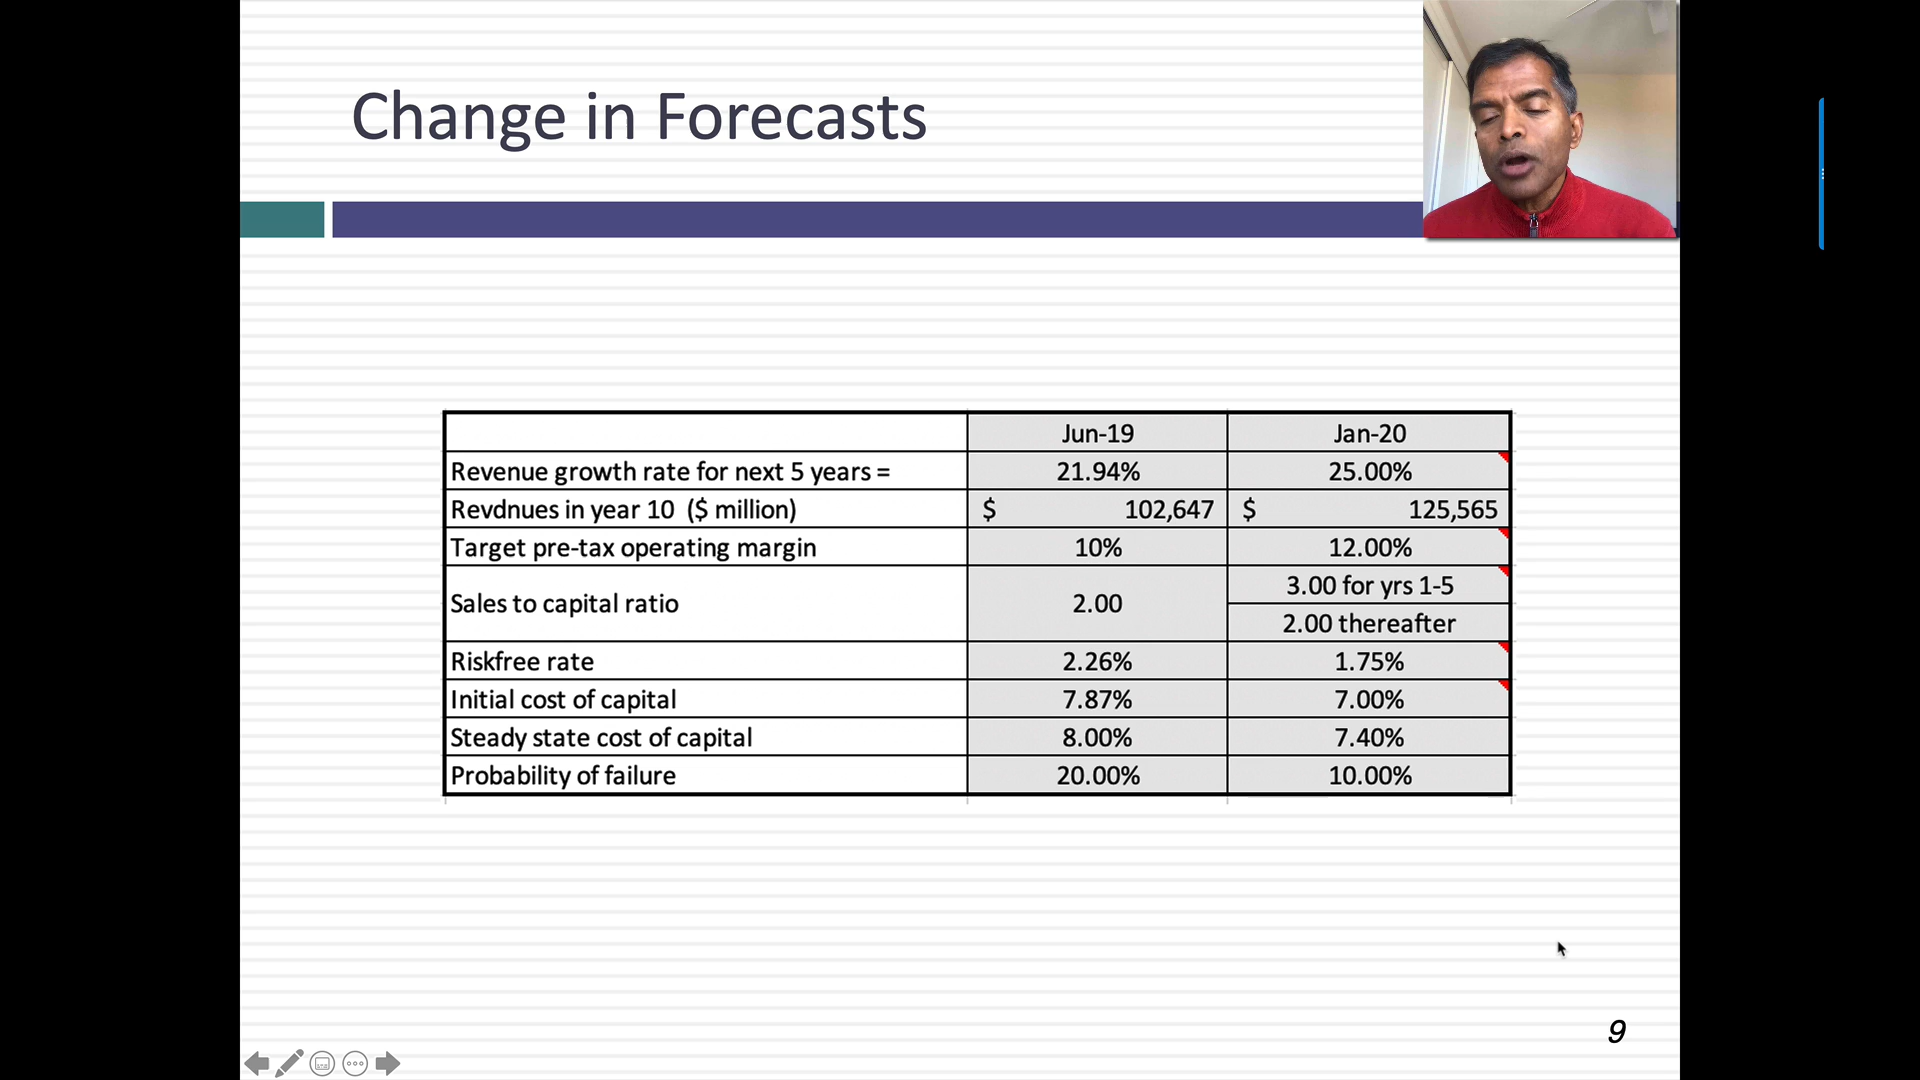 Change in Forecasts
Jun-19 Jan-20
Revenue growth rate for next 5 years = 21.94% 25.00%
Revdnues in year 10 ($ million) $ 102,647 $ 125,565
Target pre-tax operating margin 10% 12.00%
Sales to capital ratio 2.00 3.00 for yrs 1-5
2.00 thereafter
Riskfree rate 2.26% 1.75%
Initial cost of capital 7.87% 7.00%
Steady state cost of capital 8.00% 7.40%
Probability of failure 20.00% 10.00%
9